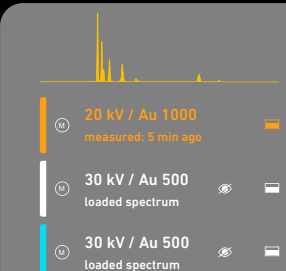 M 20 kV / Au 1000
measured: 5 min ago
M 30 kV / Au 500
loaded spectrum
M 30 kV / Au 500
loaded spectrum